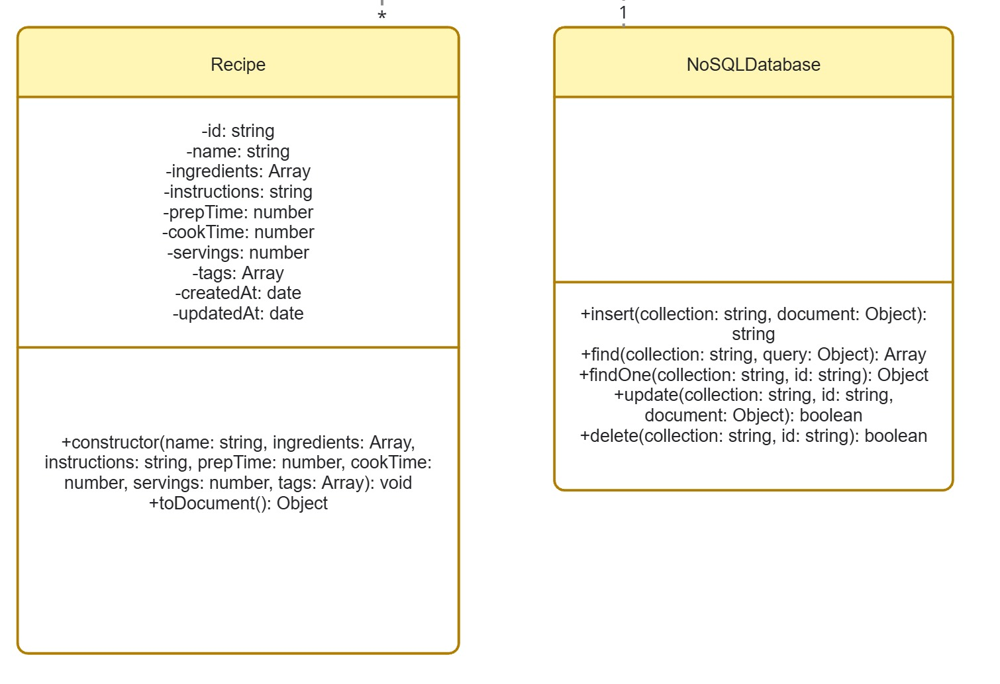 *
1
Recipe
-id: string
-name: string
-ingredients: Array
-instructions: string
-prepTime: number
-cookTime: number
-servings: number
-tags: Array
-createdAt: date
-updatedAt: date
+constructor(name: string, ingredients: Array,
instructions: string, prepTime: number, cookTime:
number, servings: number, tags: Array): void
+toDocument(): Object
NoSQLDatabase
+insert(collection: string, document: Object):
string
+find(collection: string, query: Object): Array
+findOne(collection: string, id: string): Object
+update(collection: string, id: string,
document: Object): boolean
+delete(collection: string, id: string): boolean